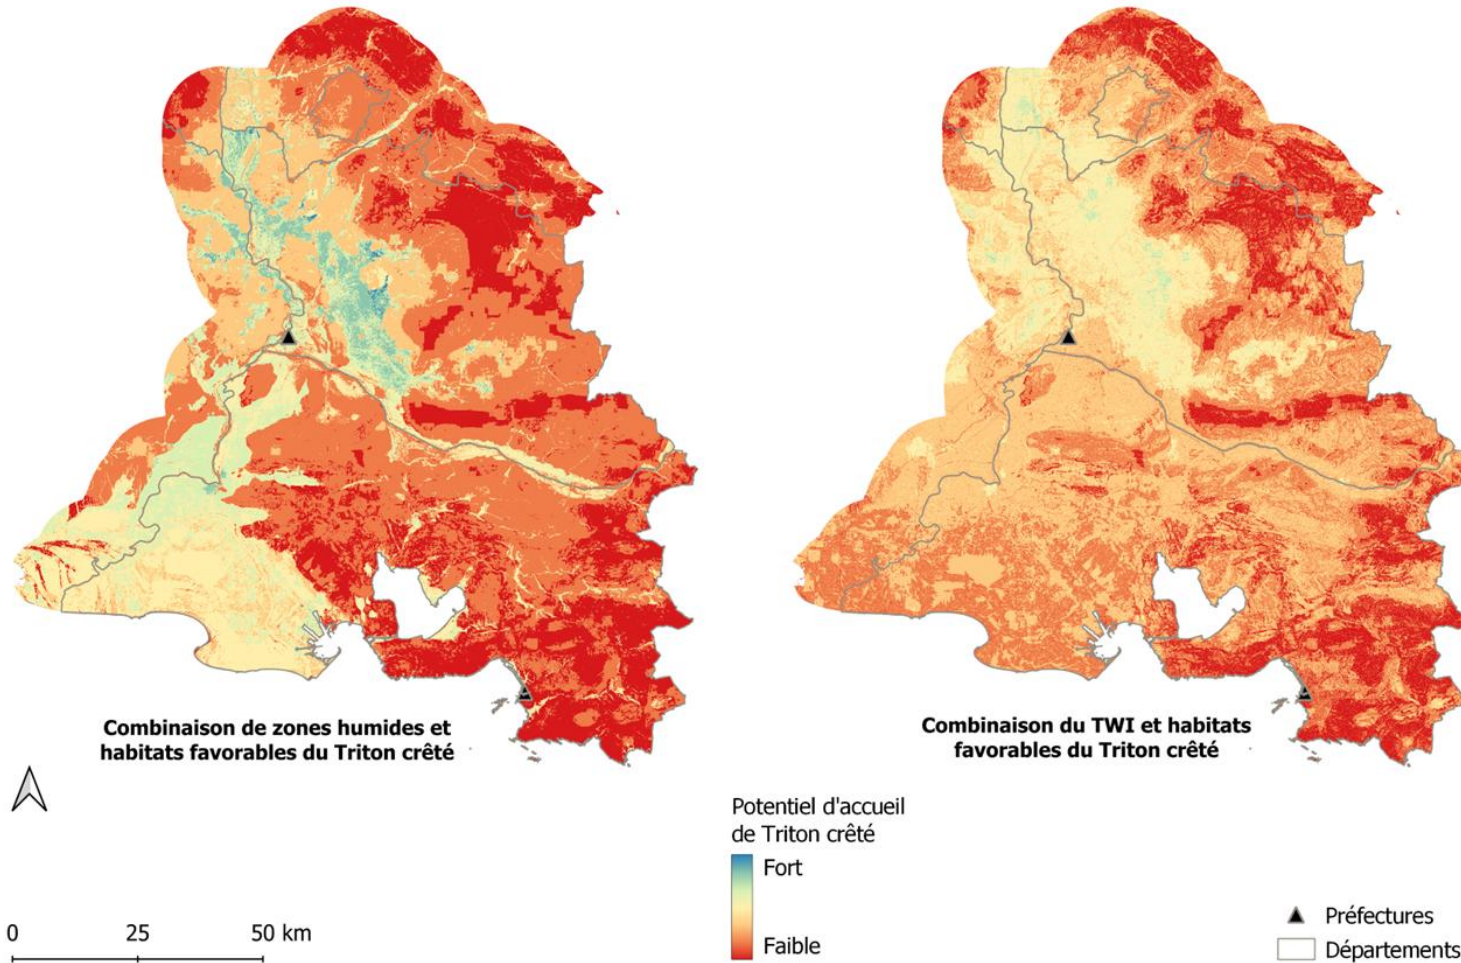 Combinaison de zones humides et
habitats favorables du Triton crêté
Combinaison du TWI et habitats
favorables du Triton crêté
Potentiel d'accueil
de Triton crêté
Fort
Faible
0 25 50 km
Préfectures
Départements